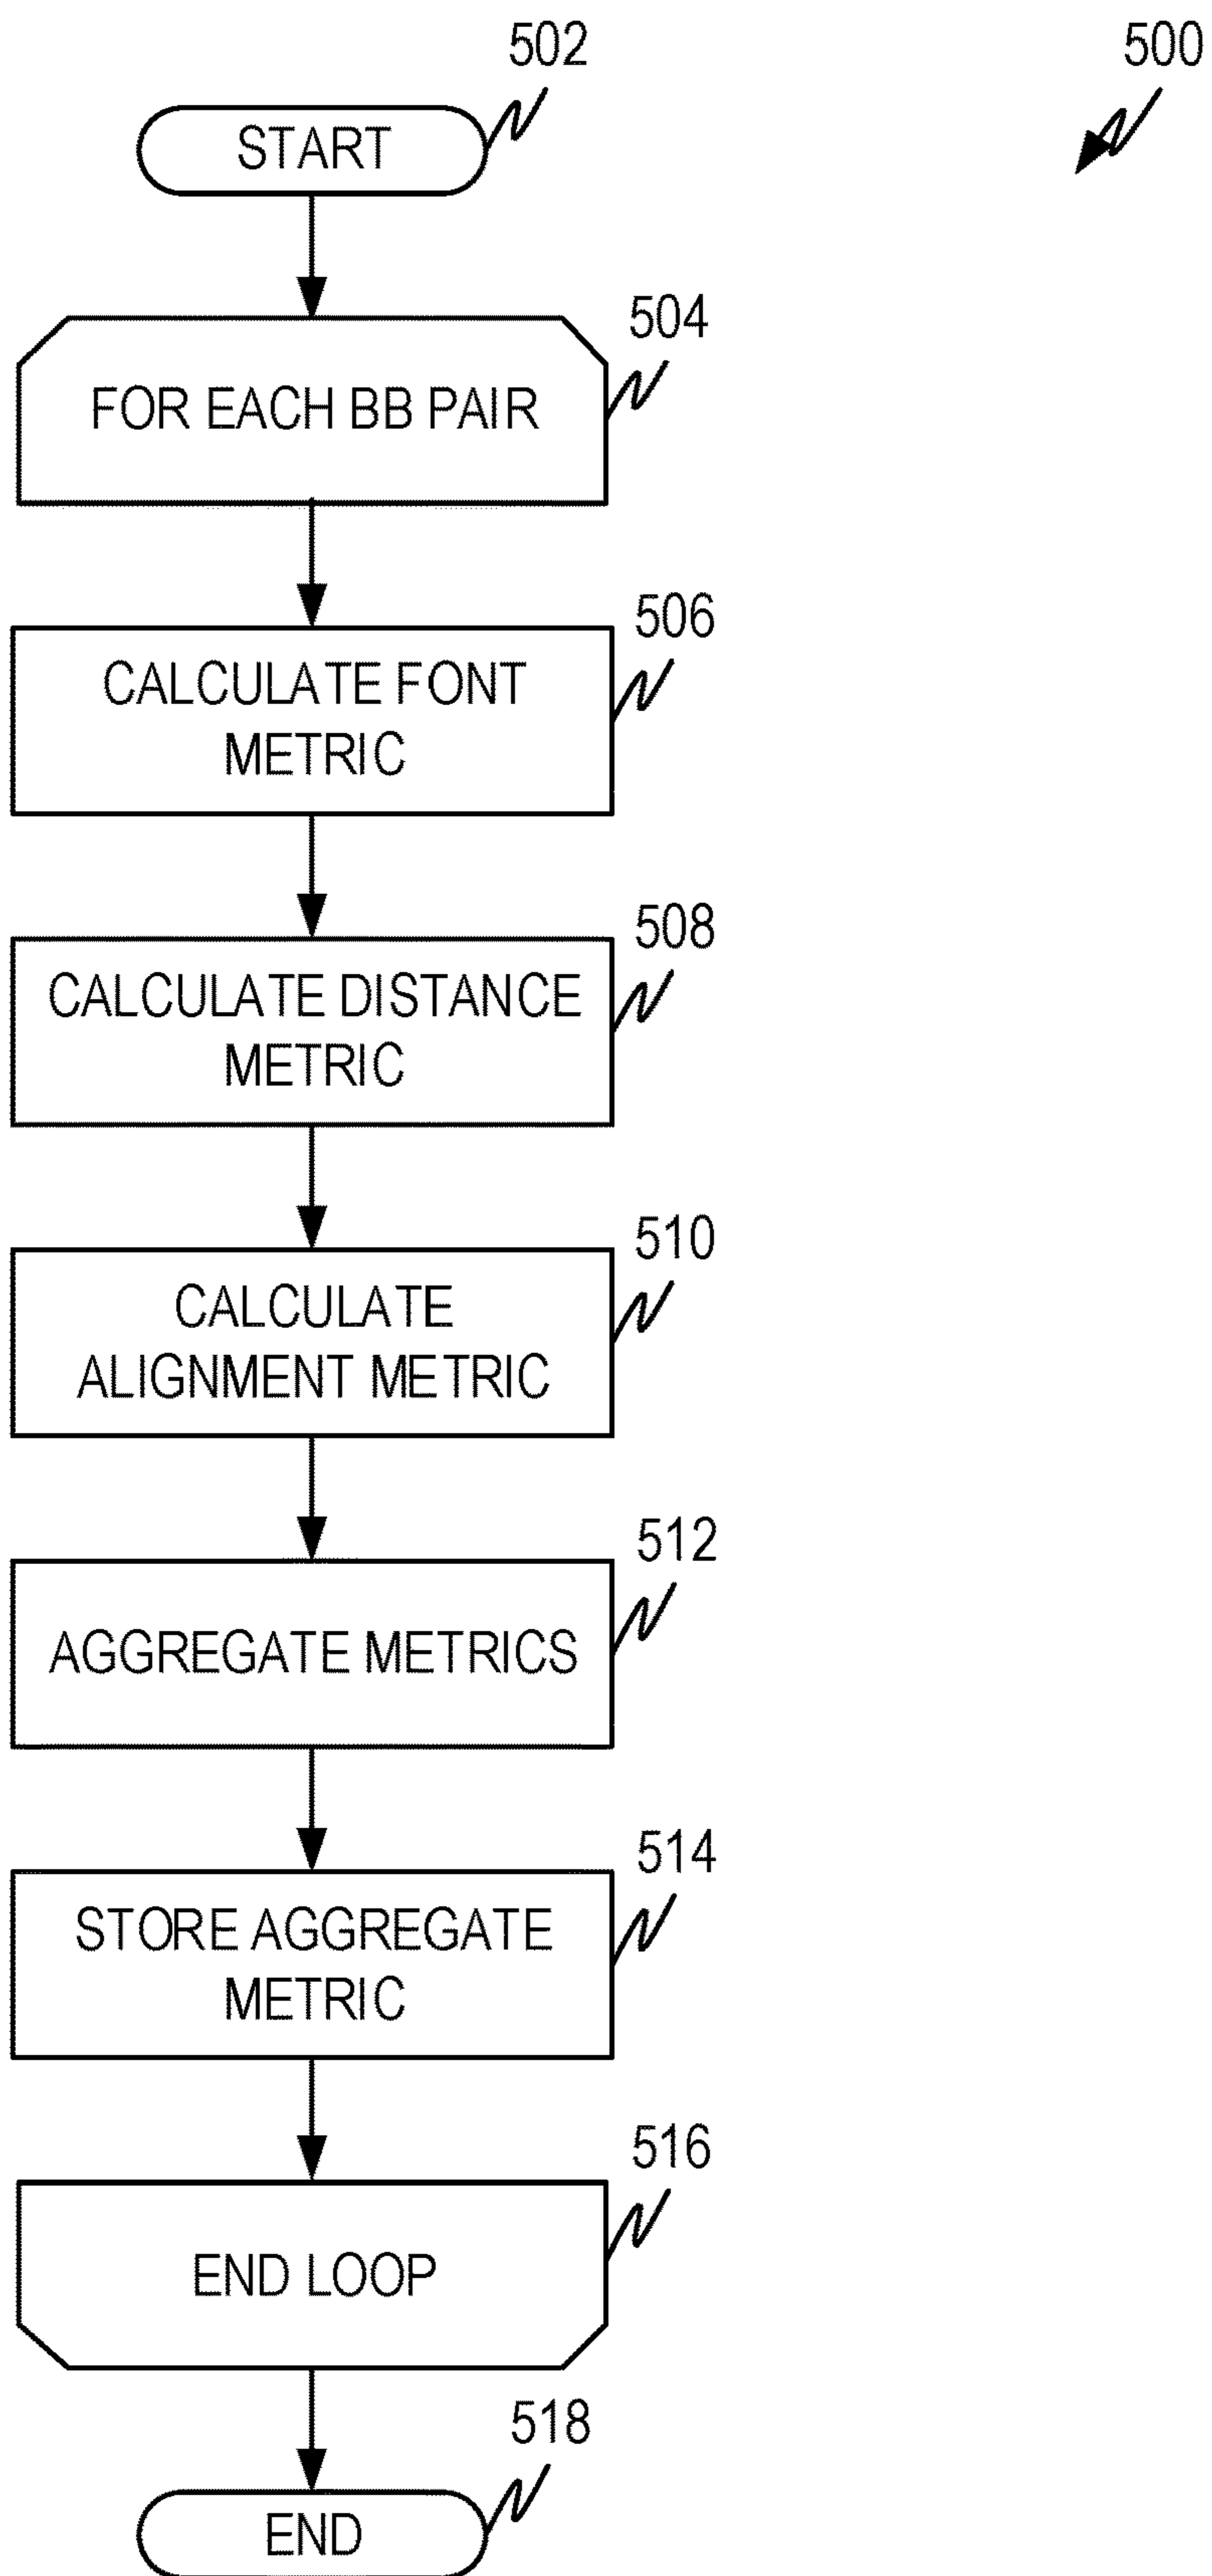 502
500
START
504
FOR EACH BB PAIR
506
CALCULATE FONT
METRIC
508
CALCULATE DISTANCE
METRIC
510
CALCULATE
ALIGNMENT METRIC
512
AGGREGATE METRICS
514
STORE AGGREGATE
METRIC
516
END LOOP
518
END